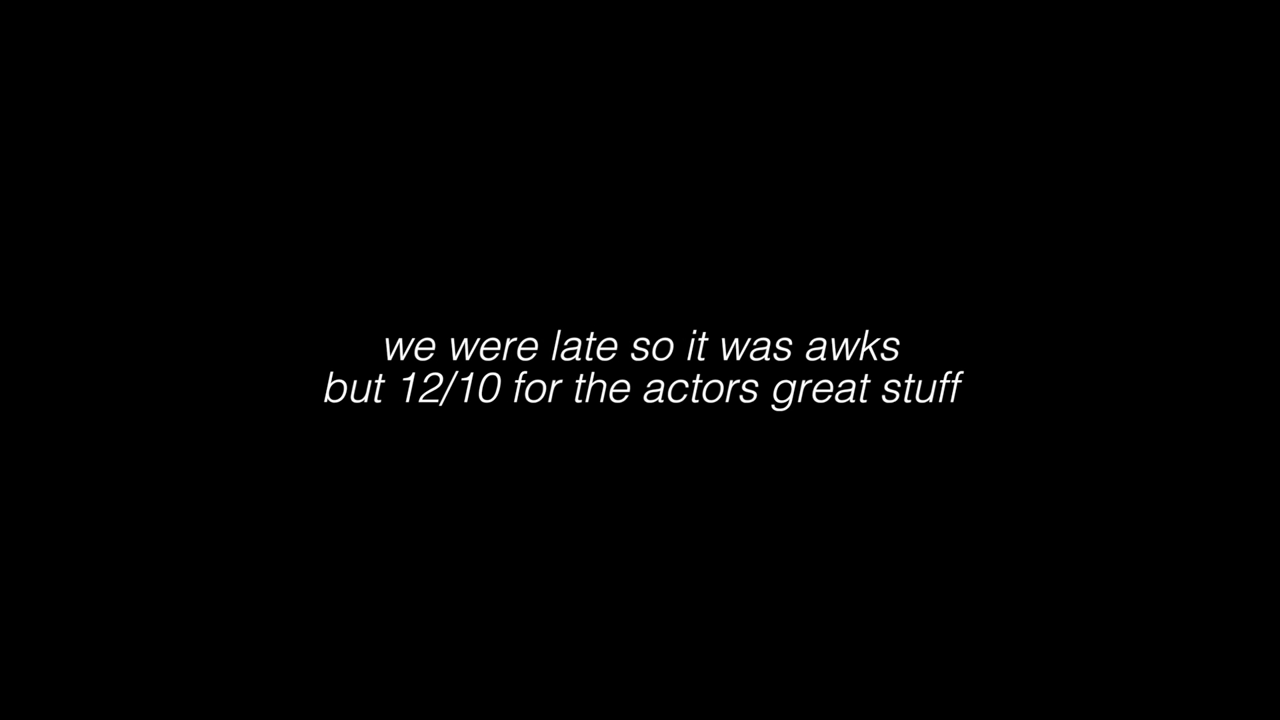 we were late so it was awks
but 12/10 for the actors great stuff